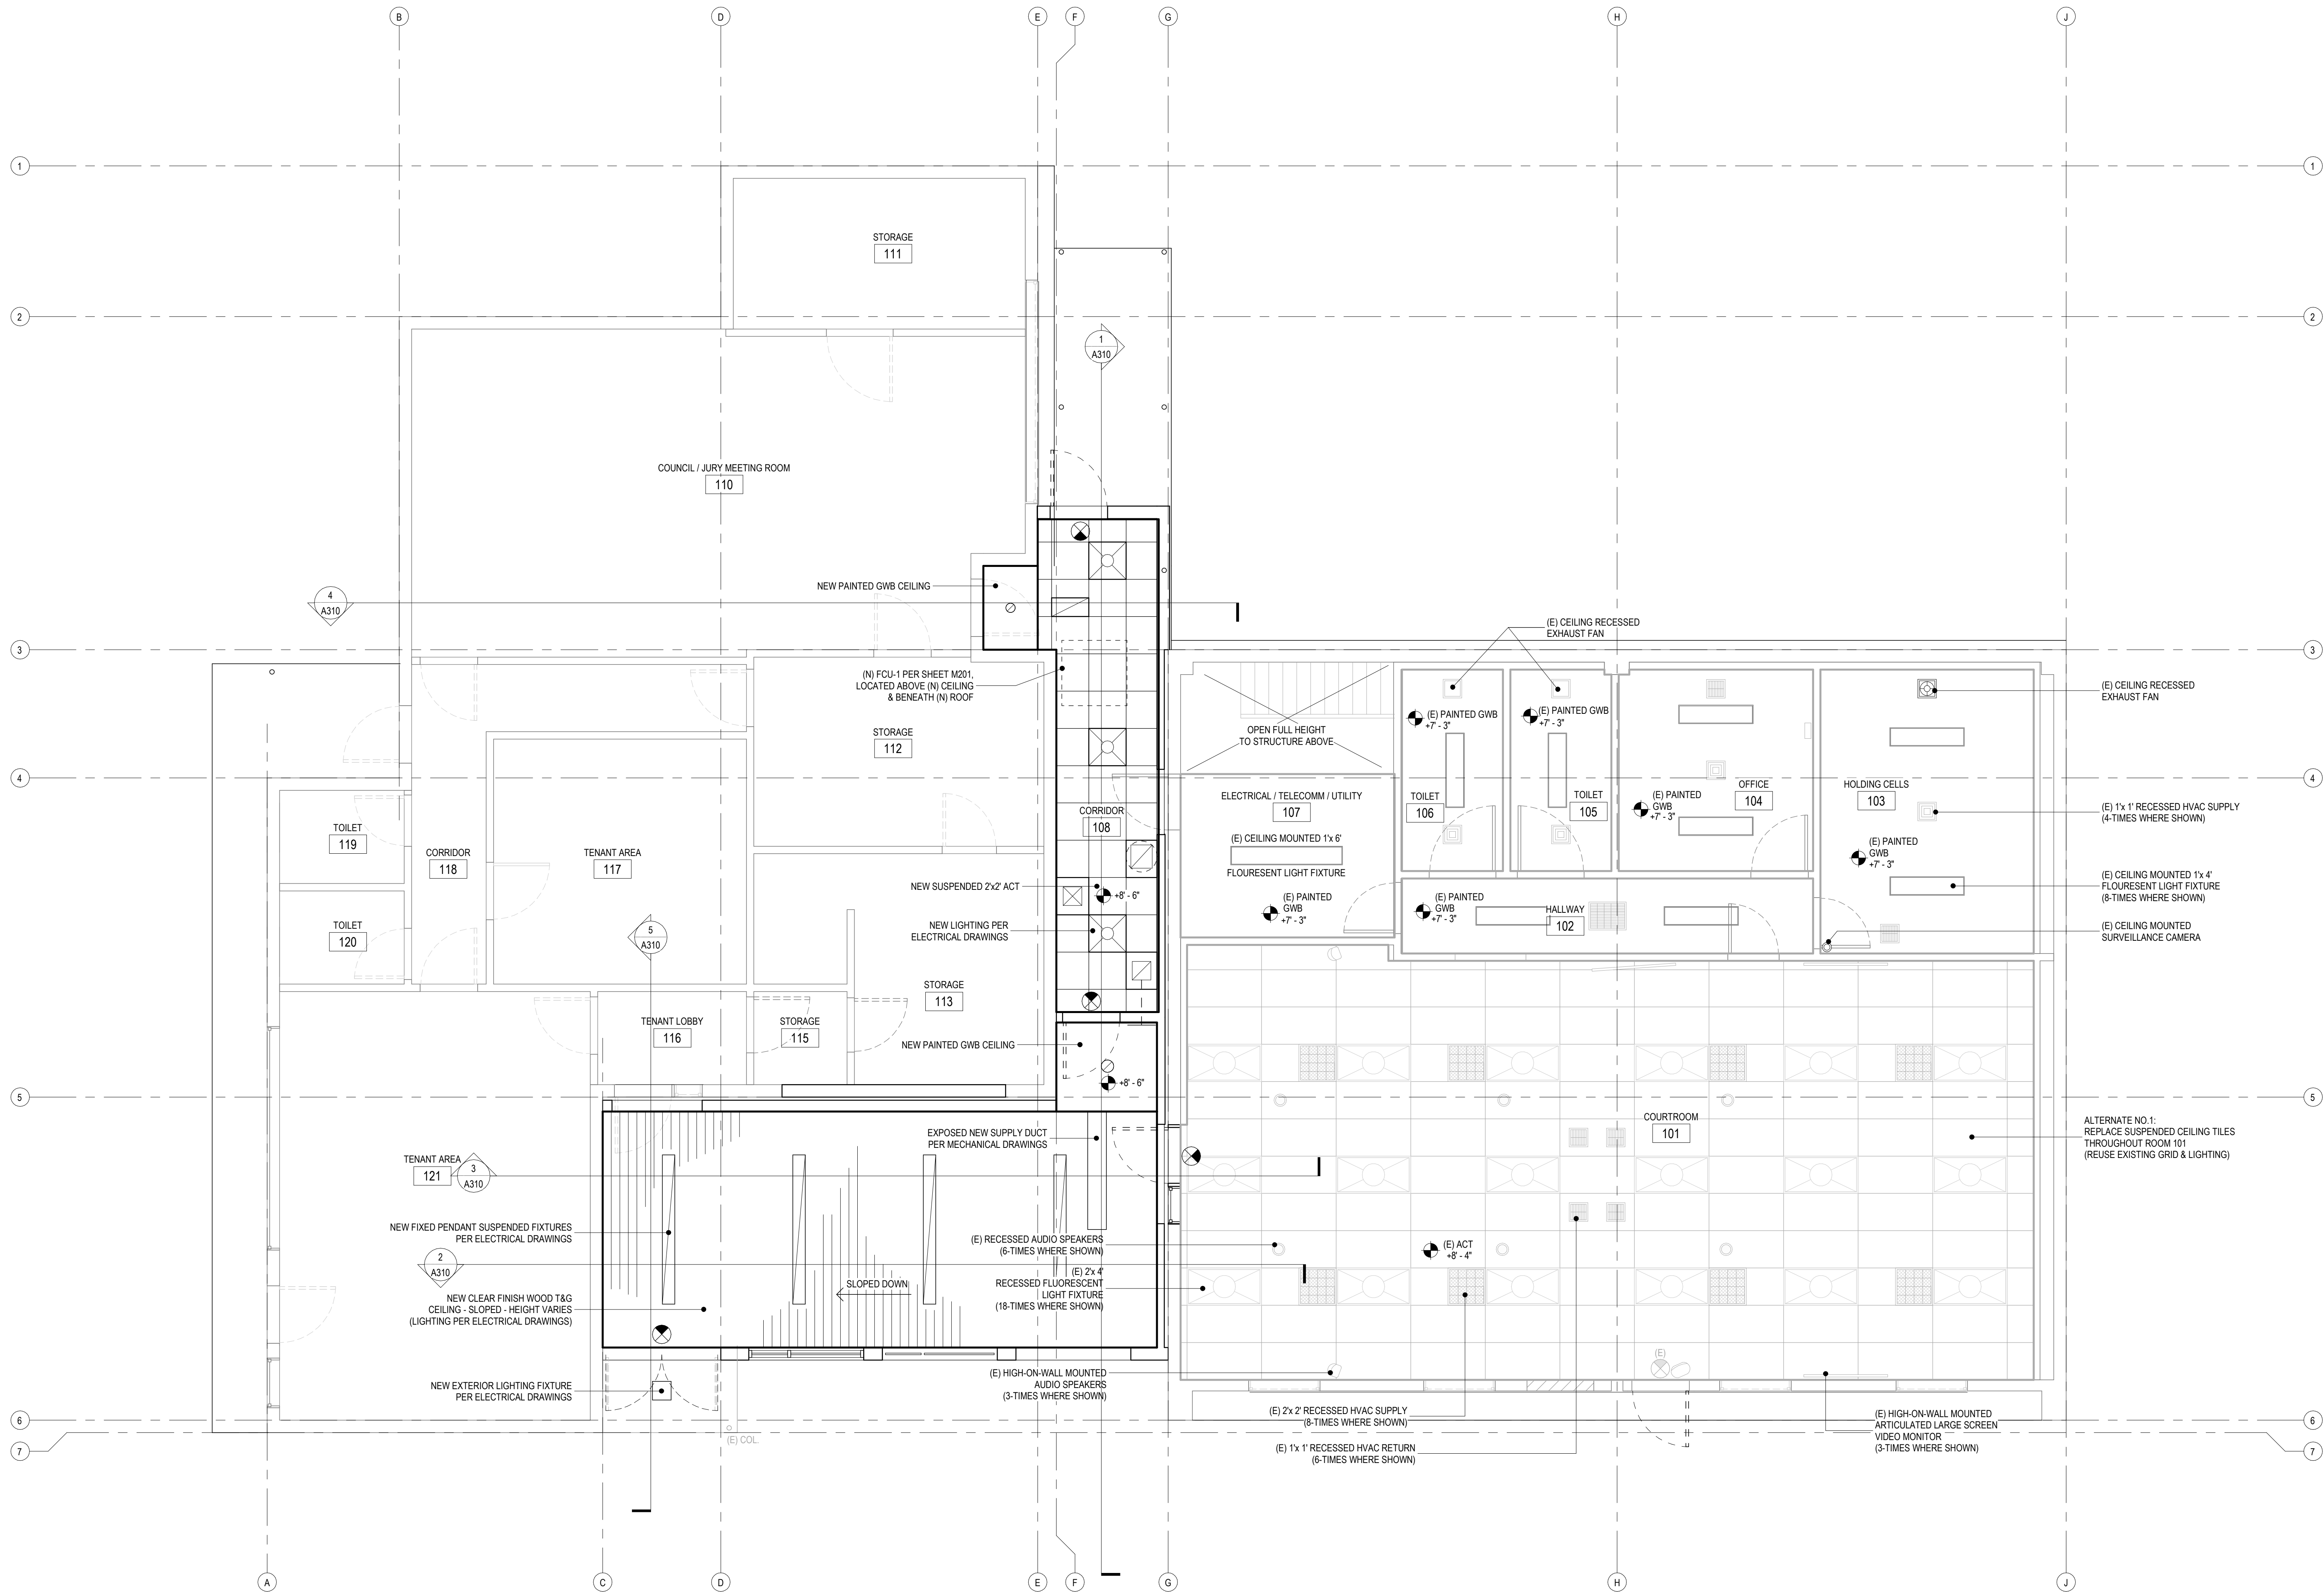 B
D
E
F
G
H
J
1
1
STORAGE
111
2
2
1
A310
COUNCIL / JURY MEETING ROOM
110
NEW PAINTED GWB CEILING
4
A310
(E) CEILING RECESSED
EXHAUST FAN
3
3
(N) FCU-1 PER SHEET M201,
LOCATED ABOVE (N) CEILING
& BENEATH (N) ROOF
(E) CEILING RECESSED
EXHAUST FAN
(E) PAINTED GWB
+7' - 3"
(E) PAINTED GWB
+7' - 3"
OPEN FULL HEIGHT
TO STRUCTURE ABOVE
STORAGE
112
4
4
ELECTRICAL / TELECOMM / UTILITY
107
TOILET
106
TOILET
105
OFFICE
104
(E) PAINTED
GWB
+7' - 3"
HOLDING CELLS
103
(E) 1'x 1' RECESSED HVAC SUPPLY
(4-TIMES WHERE SHOWN)
CORRIDOR
108
TOILET
119
CORRIDOR
118
TENANT AREA
117
(E) CEILING MOUNTED 1'x 6'
FLOURESENT LIGHT FIXTURE
(E) PAINTED
GWB
+7' - 3"
(E) CEILING MOUNTED 1'x 4'
FLOURESENT LIGHT FIXTURE
(8-TIMES WHERE SHOWN)
NEW SUSPENDED 2'x2' ACT
+8' - 6"
(E) PAINTED
GWB
+7' - 3"
(E) PAINTED
GWB
+7' - 3"
HALLWAY
102
NEW LIGHTING PER
ELECTRICAL DRAWINGS
(E) CEILING MOUNTED
SURVEILLANCE CAMERA
TOILET
120
5
A310
STORAGE
113
TENANT LOBBY
116
STORAGE
115
NEW PAINTED GWB CEILING
+8' - 6"
5
5
COURTROOM
101
ALTERNATE NO.1:
REPLACE SUSPENDED CEILING TILES
THROUGHOUT ROOM 101
(REUSE EXISTING GRID & LIGHTING)
EXPOSED NEW SUPPLY DUCT
PER MECHANICAL DRAWINGS
TENANT AREA
121
3
A310
NEW FIXED PENDANT SUSPENDED FIXTURES
PER ELECTRICAL DRAWINGS
(E) RECESSED AUDIO SPEAKERS
(6-TIMES WHERE SHOWN)
(E) ACT
+8' - 4"
2
A310
(E) 2'x 4'
RECESSED FLUORESCENT
LIGHT FIXTURE
(18-TIMES WHERE SHOWN)
SLOPED DOWN
NEW CLEAR FINISH WOOD T&G
CEILING - SLOPED - HEIGHT VARIES
(LIGHTING PER ELECTRICAL DRAWINGS)
(E)
(E) HIGH-ON-WALL MOUNTED
AUDIO SPEAKERS
(3-TIMES WHERE SHOWN)
NEW EXTERIOR LIGHTING FIXTURE
PER ELECTRICAL DRAWINGS
(E) 2'x 2' RECESSED HVAC SUPPLY
(8-TIMES WHERE SHOWN)
(E) HIGH-ON-WALL MOUNTED
ARTICULATED LARGE SCREEN
VIDEO MONITOR
(3-TIMES WHERE SHOWN)
6
6
(E) COL.
(E) 1'x 1' RECESSED HVAC RETURN
(6-TIMES WHERE SHOWN)
7
7
A
C
D
E
F
G
H
J